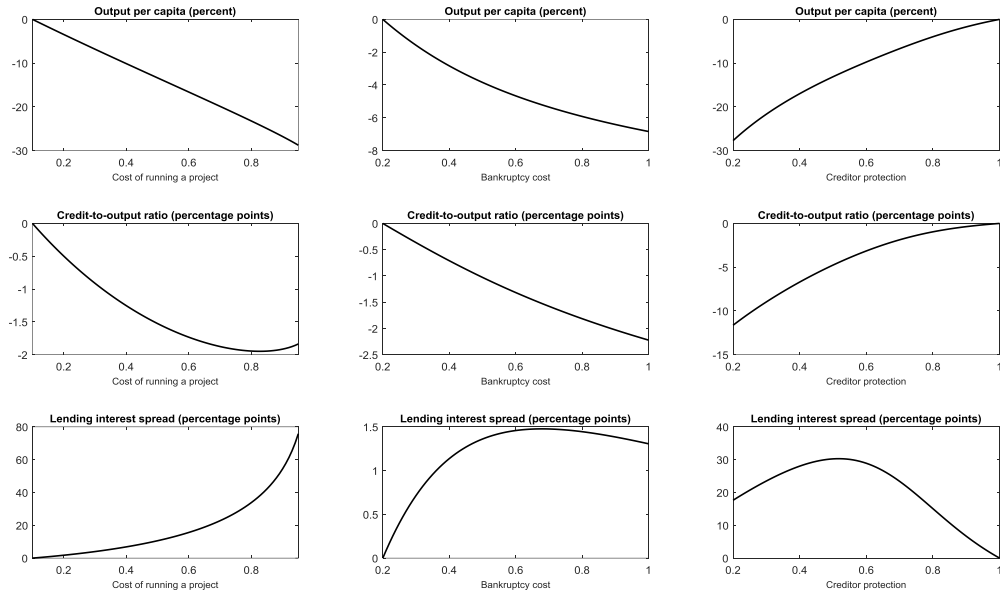 Output per capita (percent)
0
-10
-20
-30
0.2 0.4 0.6 0.8
Cost of running a project
Output per capita (percent)
0
-2
-4
-6
-8
0.2 0.4 0.6 0.8 1
Bankruptcy cost
Output per capita (percent)
0
-10
-20
-30
0.2 0.4 0.6 0.8 1
Creditor protection
Credit-to-output ratio (percentage points)
0
-0.5
-1
-1.5
-2
0.2 0.4 0.6 0.8
Cost of running a project
Credit-to-output ratio (percentage points)
0
-0.5
-1
-1.5
-2
-2.5
0.2 0.4 0.6 0.8 1
Bankruptcy cost
Credit-to-output ratio (percentage points)
0
-5
-10
-15
0.2 0.4 0.6 0.8 1
Creditor protection
Lending interest spread (percentage points)
80
60
40
20
0
0.2 0.4 0.6 0.8
Cost of running a project
Lending interest spread (percentage points)
1.5
1
0.5
0
0.2 0.4 0.6 0.8 1
Bankruptcy cost
Lending interest spread (percentage points)
40
30
20
10
0
0.2 0.4 0.6 0.8 1
Creditor protection